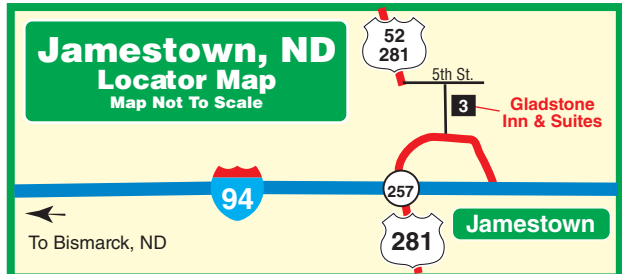 Jamestown, ND
Locator Map
Map Not To Scale
52
281
5th St.
3
Gladstone
Inn & Suites
94
257
To Bismarck, ND
281
Jamestown